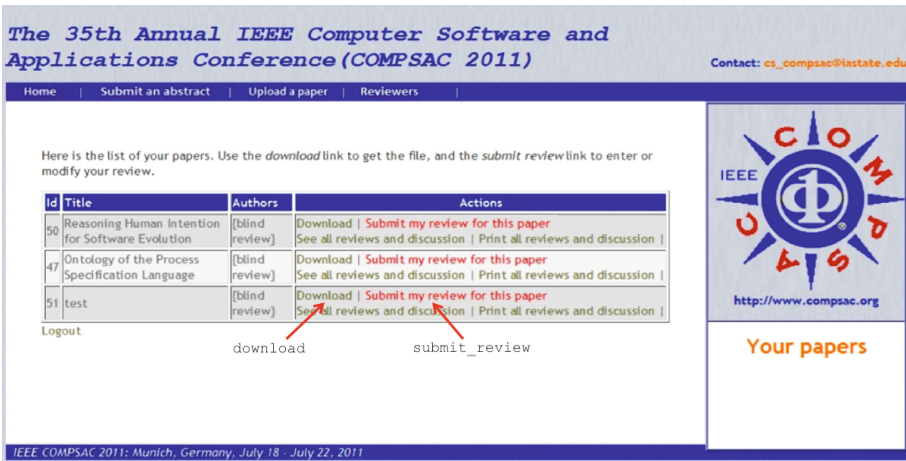 The 35th Annual IEEE Computer Software and
Applications Conference(COMPSAC 2011)
Contact: cs_compsac@iastate.edu
Home | Submit an abstract | Upload a paper | Reviewers |
Here is the list of your papers. Use the download link to get the file, and the submit review link to enter or
modify your review.
Id Title Authors Actions
50 Reasoning Human Intention for Software Evolution [blind review] Download | Submit my review for this paper
See all reviews and discussion | Print all reviews and discussion |
47 Ontology of the Process Specification Language [blind review] Download | Submit my review for this paper
See all reviews and discussion | Print all reviews and discussion |
51 test [blind review] Download | Submit my review for this paper
See all reviews and discussion | Print all reviews and discussion |
Logout
download submit_review
IEEE
COMPSAC
http://www.compsac.org
Your papers
IEEE COMPSAC 2011: Munich, Germany, July 18 - July 22, 2011